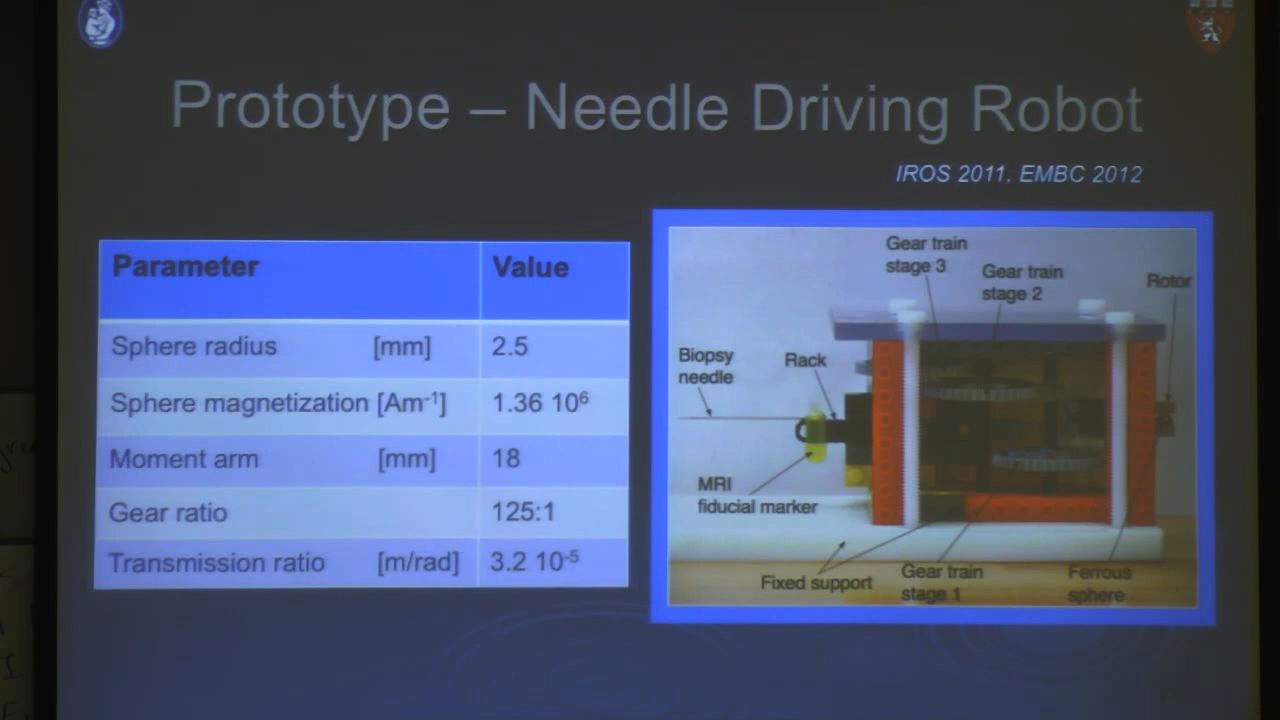 Prototype – Needle Driving Robot
IROS 2011, EMBC 2012
Parameter Value
Sphere radius [mm] 2.5
Sphere magnetization [Am⁻¹] 1.36 10⁶
Moment arm [mm] 18
Gear ratio 125:1
Transmission ratio [m/rad] 3.2 10⁻⁵
Gear train
stage 3
Gear train
stage 2
Rotor
Biopsy
needle
Rack
MRI
fiducial marker
Fixed support
Gear train
stage 1
Ferrous
sphere